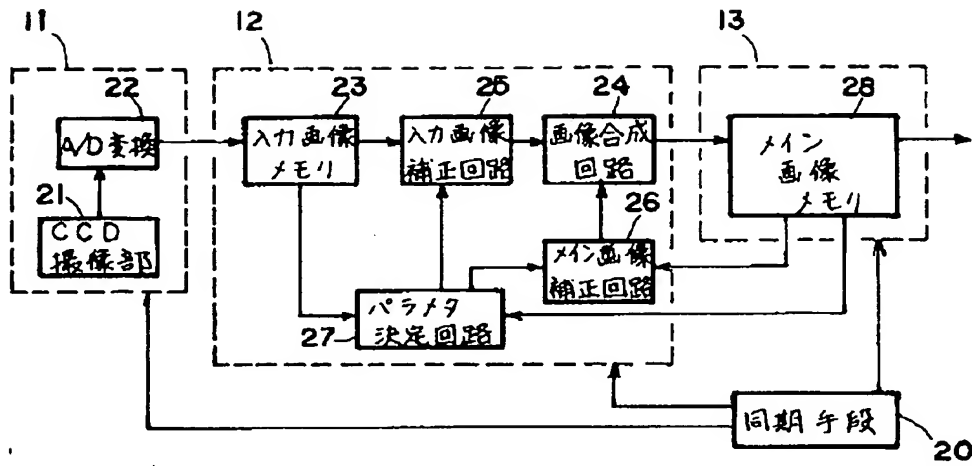 11
12
13
22
A/D変換
21
CCD
撮像部
23
入力画像
メモリ
25
入力画像
補正回路
24
画像合成
回路
28
メイン
画像
メモリ
26
メイン画像
補正回路
27
パラメタ
決定回路
同期手段
20